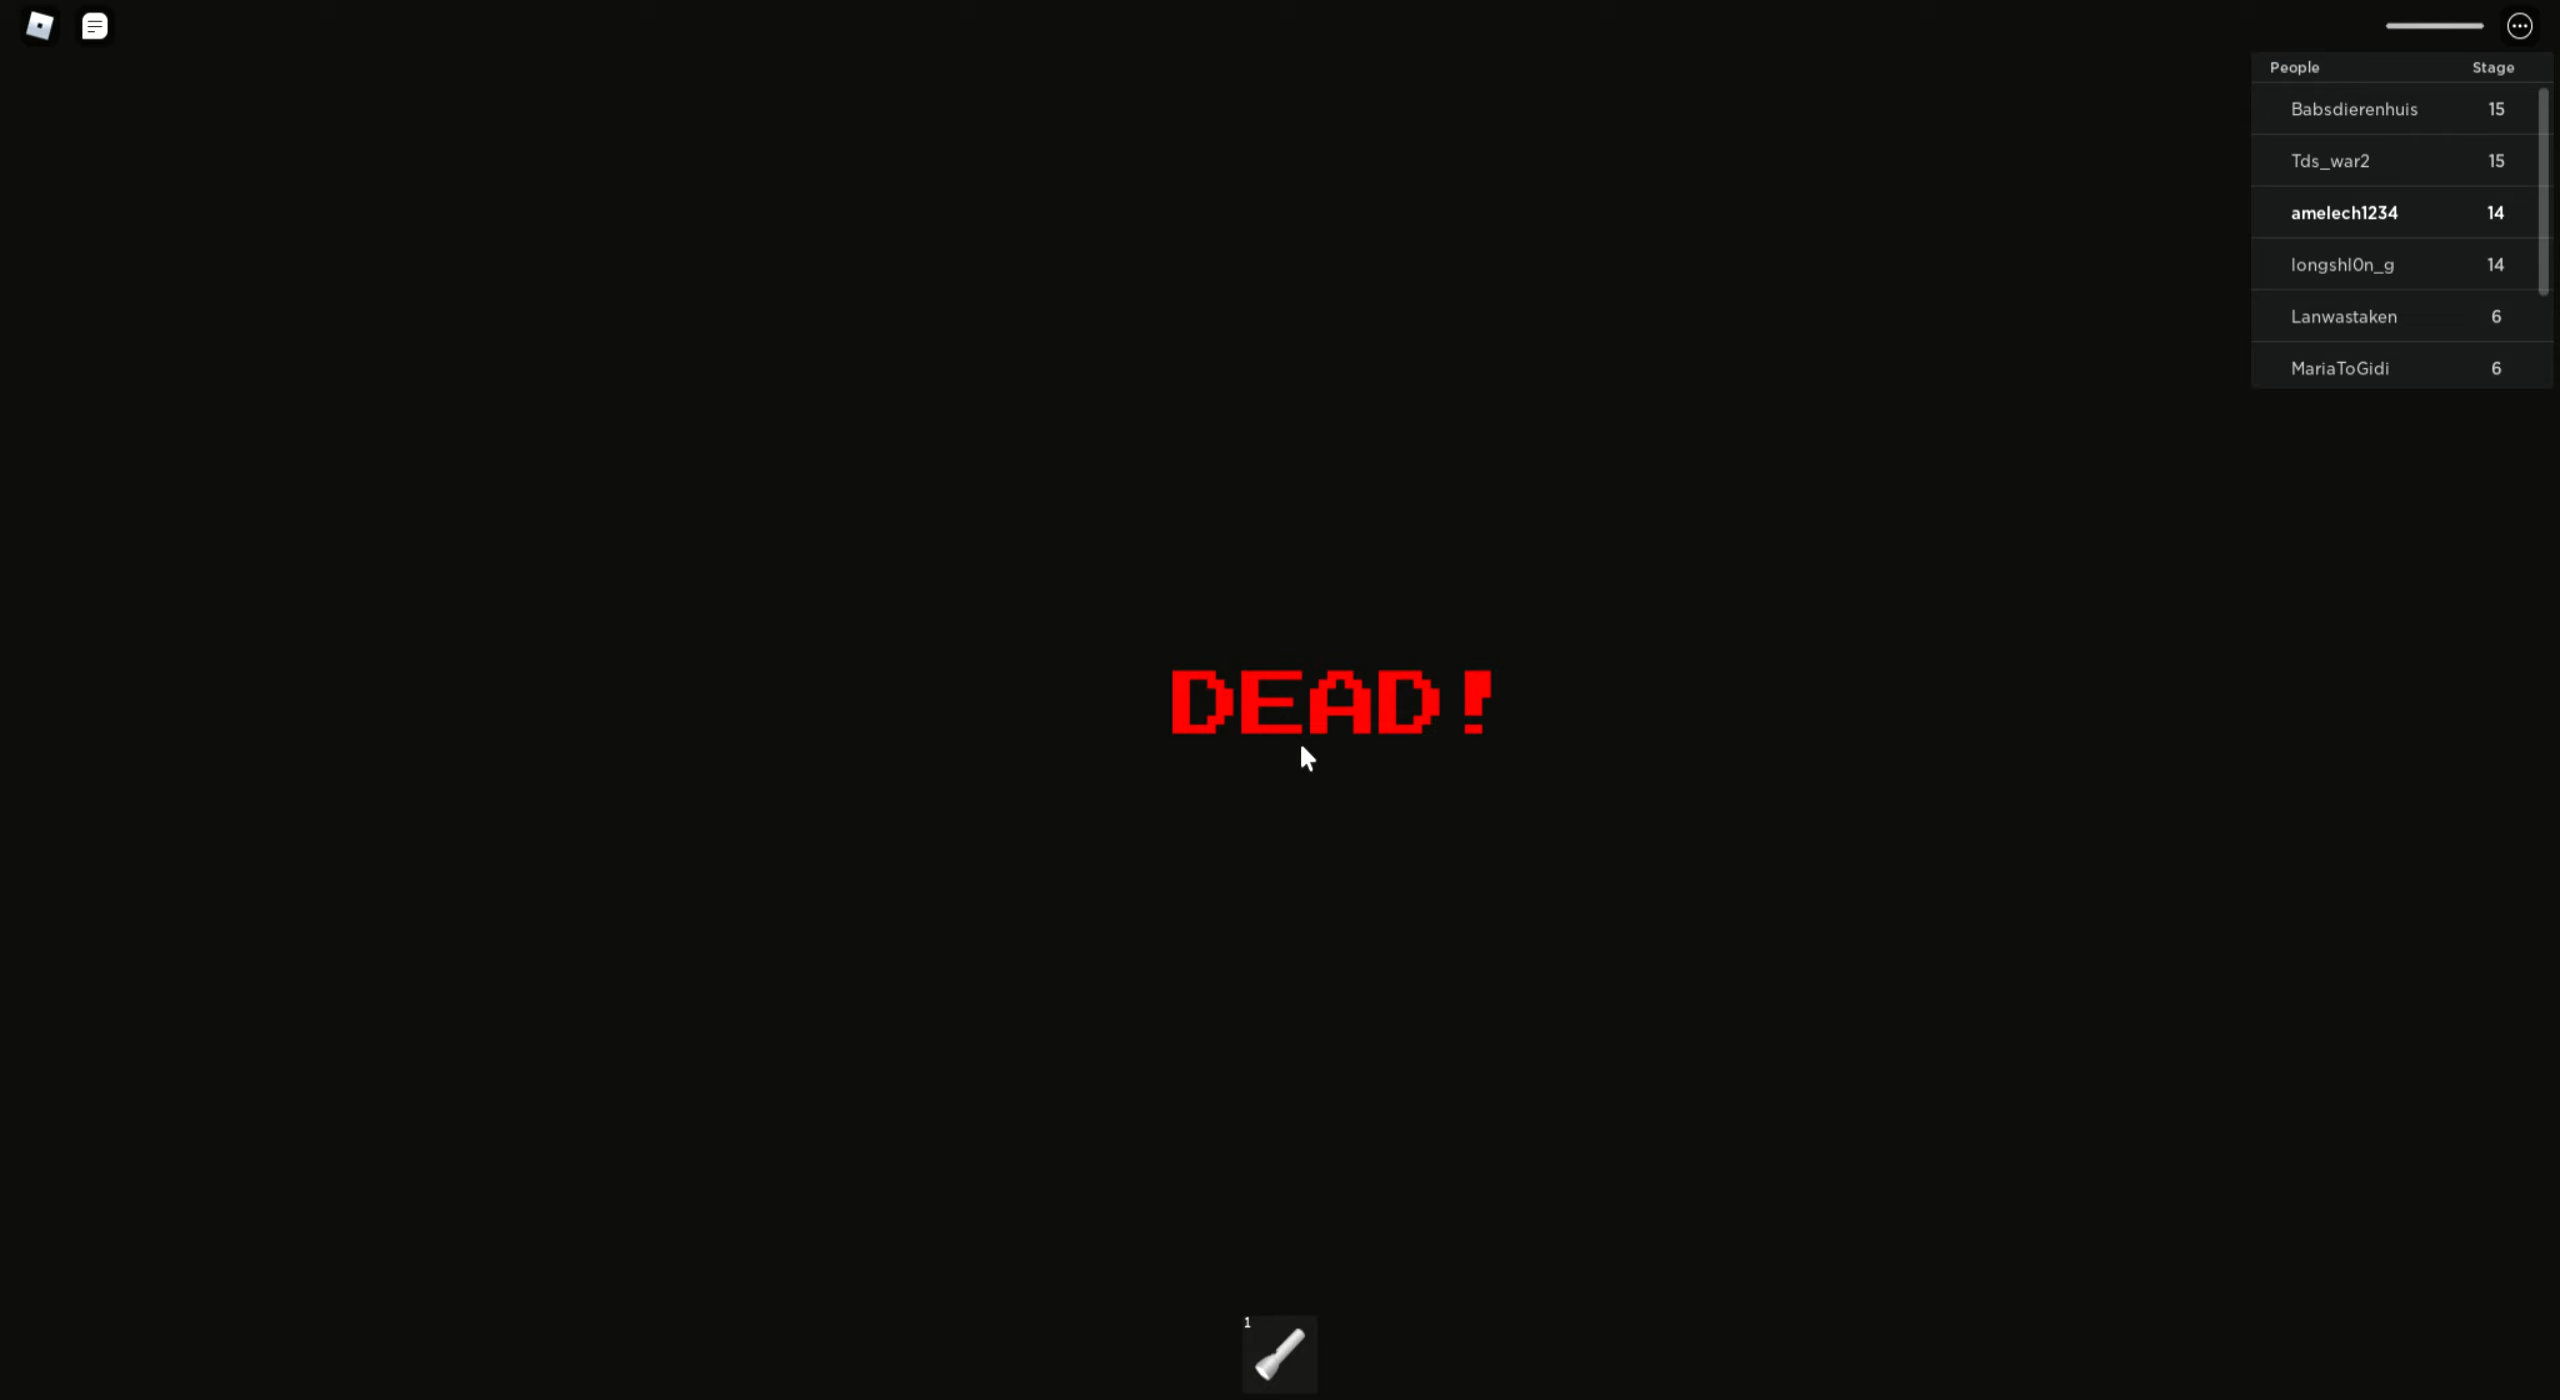 People Stage
Babsdierenhuis 15
Tds_war2 15
amelech1234 14
longshl0n_g 14
Lanwastaken 6
MariaToGidi 6
DEAD!
1